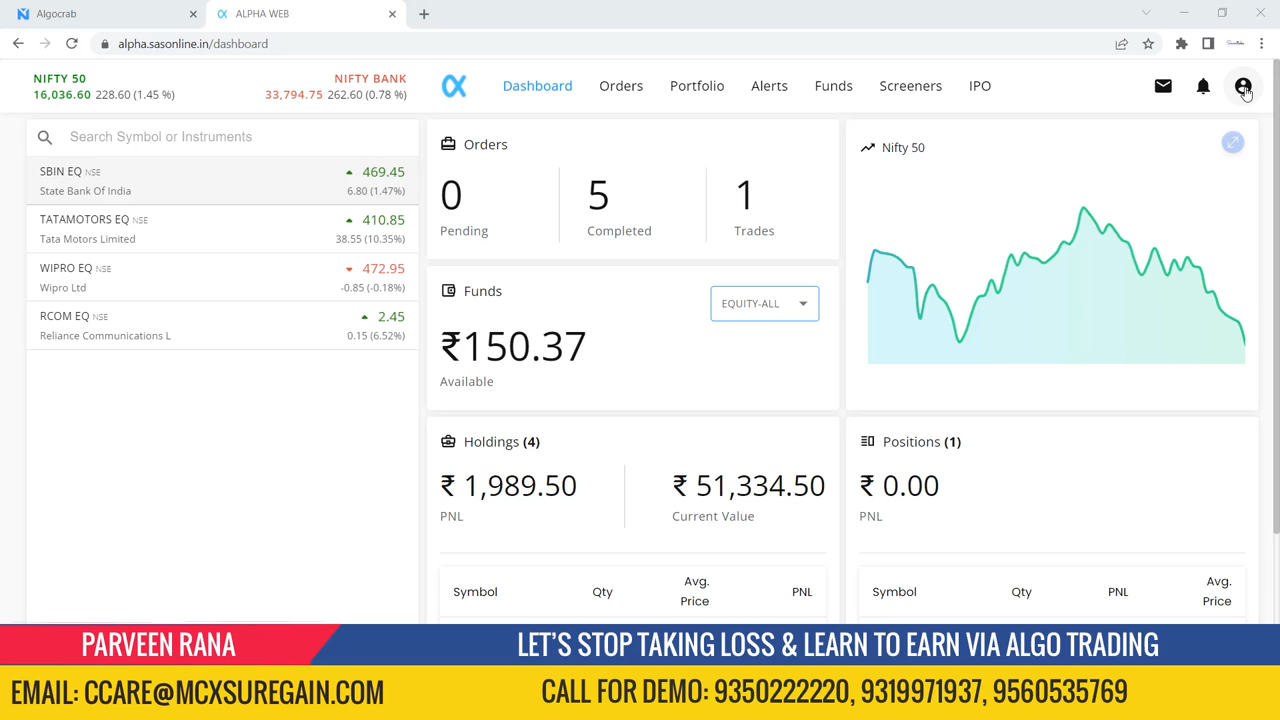 Algocrab
ALPHA WEB
alpha.sasonline.in/dashboard
NIFTY 50
16,036.60 228.60 (1.45 %)
NIFTY BANK
33,794.75 262.60 (0.78 %)
Dashboard
Orders
Portfolio
Alerts
Funds
Screeners
IPO
Search Symbol or Instruments
SBIN EQ NSE
469.45
State Bank Of India
6.80 (1.47%)
TATAMOTORS EQ NSE
410.85
Tata Motors Limited
38.55 (10.35%)
WIPRO EQ NSE
472.95
Wipro Ltd
-0.85 (-0.18%)
RCOM EQ NSE
2.45
Reliance Communications L
0.15 (6.52%)
Orders
0
5
1
Pending
Completed
Trades
Funds
EQUITY-ALL
₹150.37
Available
Nifty 50
Holdings (4)
₹ 1,989.50
₹ 51,334.50
PNL
Current Value
Symbol
Qty
Avg.
Price
PNL
Positions (1)
₹ 0.00
PNL
Symbol
Qty
PNL
Avg.
Price
PARVEEN RANA
LET'S STOP TAKING LOSS & LEARN TO EARN VIA ALGO TRADING
EMAIL: CCARE@MCXSUREGAIN.COM
CALL FOR DEMO: 9350222220, 9319971937, 9560535769